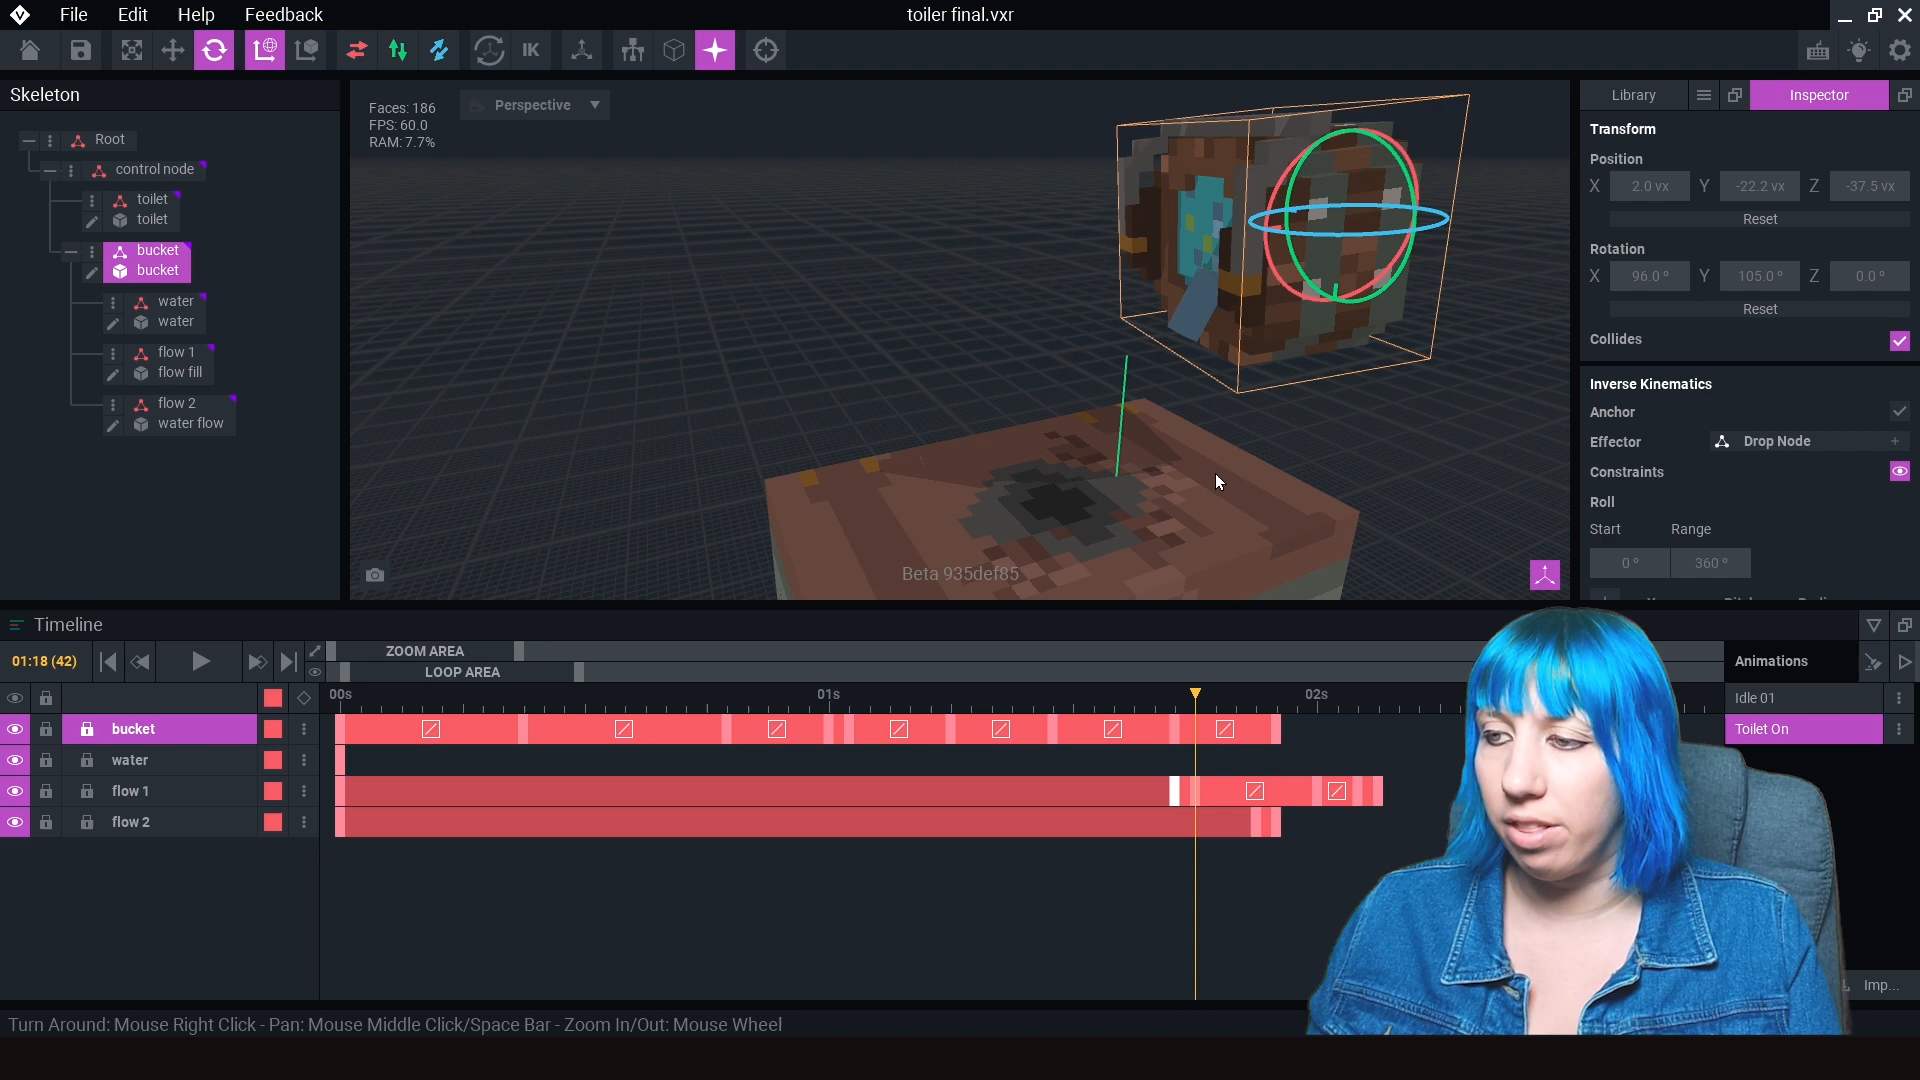 File Edit Help Feedback
toiler final.vxr
IK
Skeleton
Root
control node
toilet
toilet
bucket
bucket
water
water
flow 1
flow fill
flow 2
water flow
Faces: 186
FPS: 60.0
RAM: 7.7%
Perspective
Beta 935def85
Library
Inspector
Transform
Position
X 2.0 vx Y -22.2 vx Z -37.5 vx
Reset
Rotation
X 96.0 º Y 105.0 º Z 0.0 º
Reset
Collides
Inverse Kinematics
Anchor
Effector Drop Node +
Constraints
Roll
Start Range
0 º 360 º
Timeline
01:18 (42)
ZOOM AREA
LOOP AREA
00s 01s 02s
bucket
water
flow 1
flow 2
Animations
Idle 01
Toilet On
Imp...
Turn Around: Mouse Right Click - Pan: Mouse Middle Click/Space Bar - Zoom In/Out: Mouse Wheel